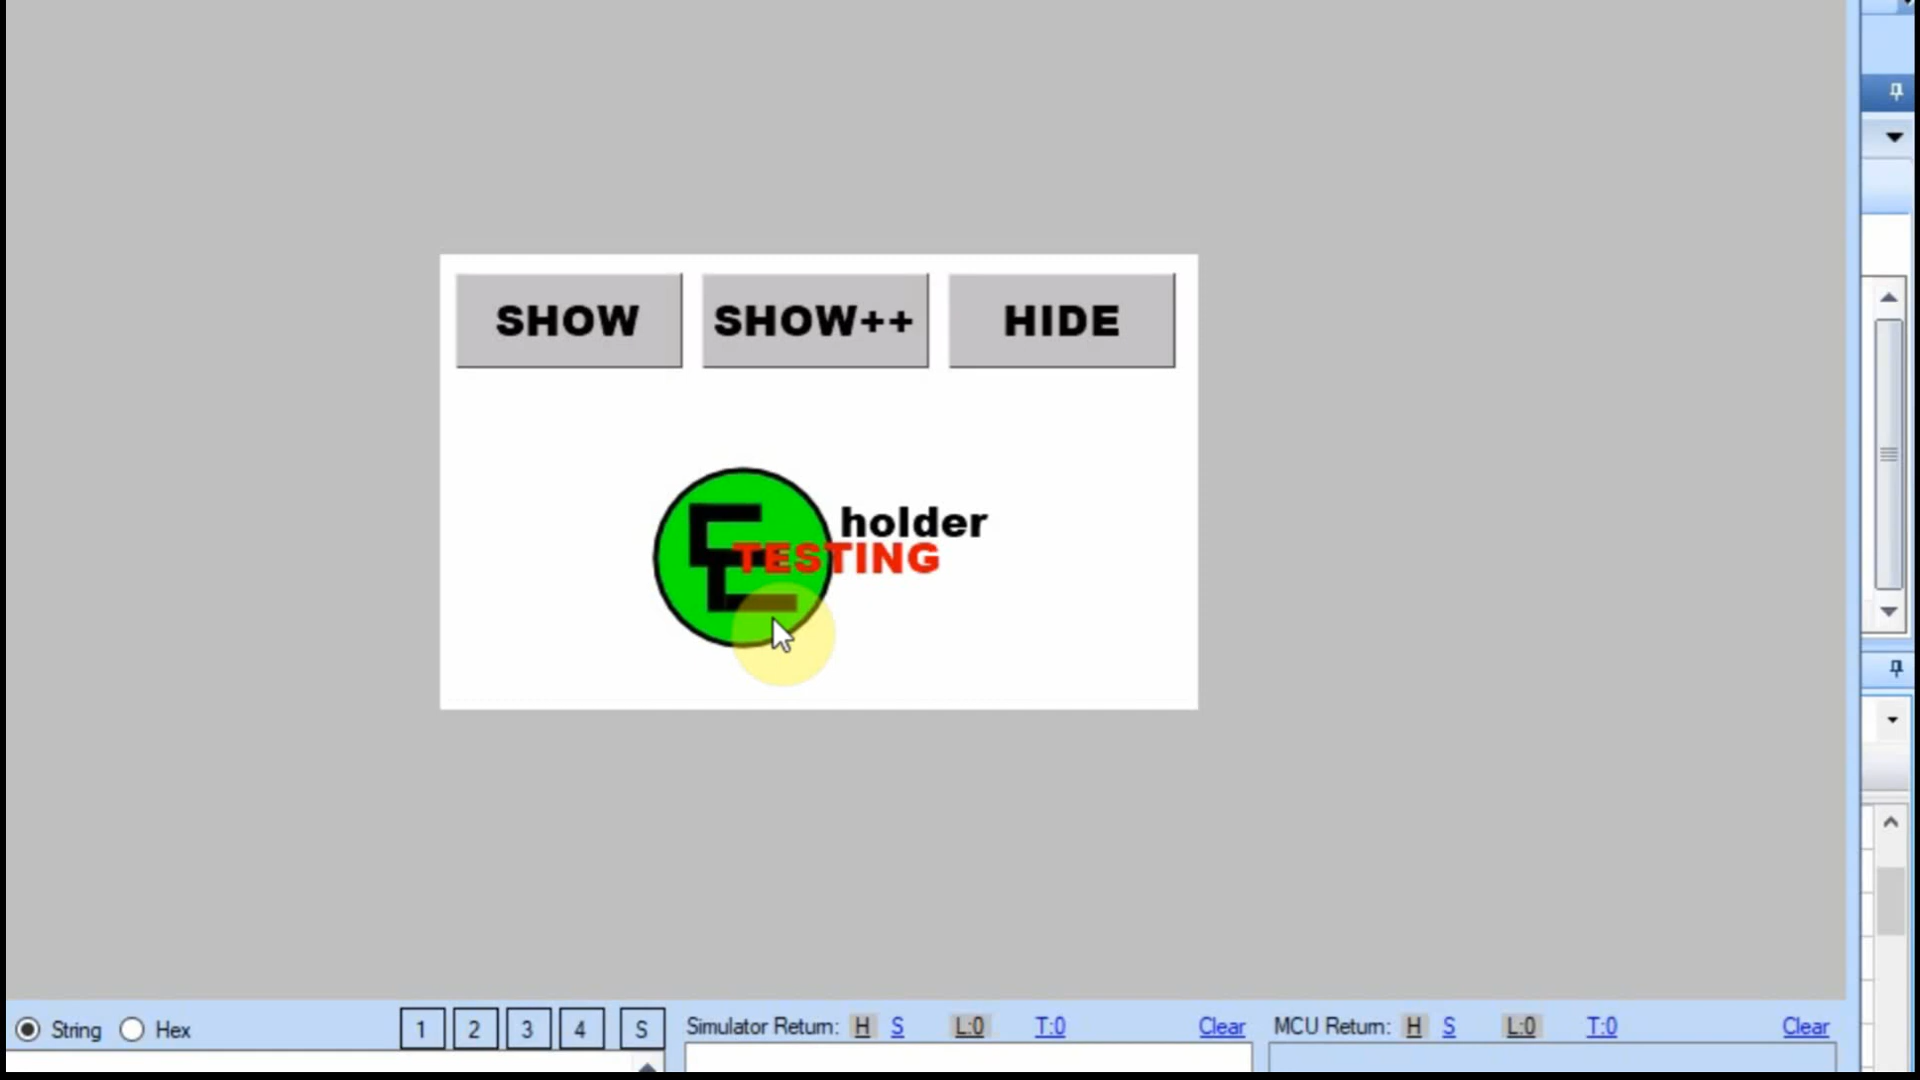 SHOW SHOW++ HIDE
holder
TESTING
String Hex 1 2 3 4 S Simulator Return: H S L:0 T:0 Clear MCU Return: H S L:0 T:0 Clear